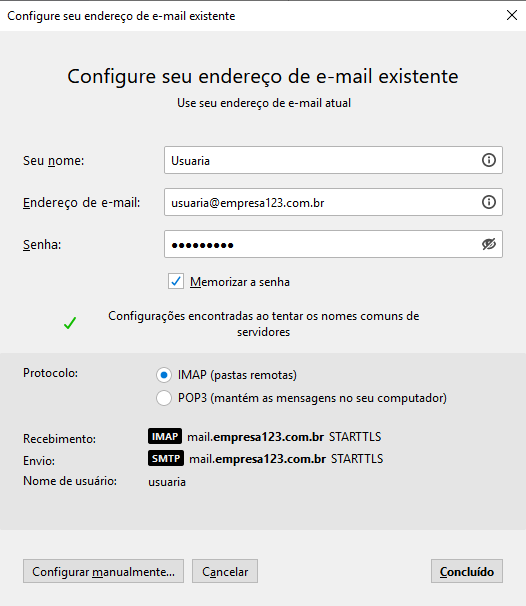 Configure seu endereço de e-mail existente
Configure seu endereço de e-mail existente
Use seu endereço de e-mail atual
Seu nome: Usuaria
Endereço de e-mail: usuaria@empresa123.com.br
Senha: ●●●●●●●●●
Memorizar a senha
Configurações encontradas ao tentar os nomes comuns de
servidores
Protocolo: IMAP (pastas remotas)
POP3 (mantém as mensagens no seu computador)
Recebimento: IMAP mail.empresa123.com.br STARTTLS
Envio: SMTP mail.empresa123.com.br STARTTLS
Nome de usuário: usuaria
Configurar manualmente... Cancelar Concluído